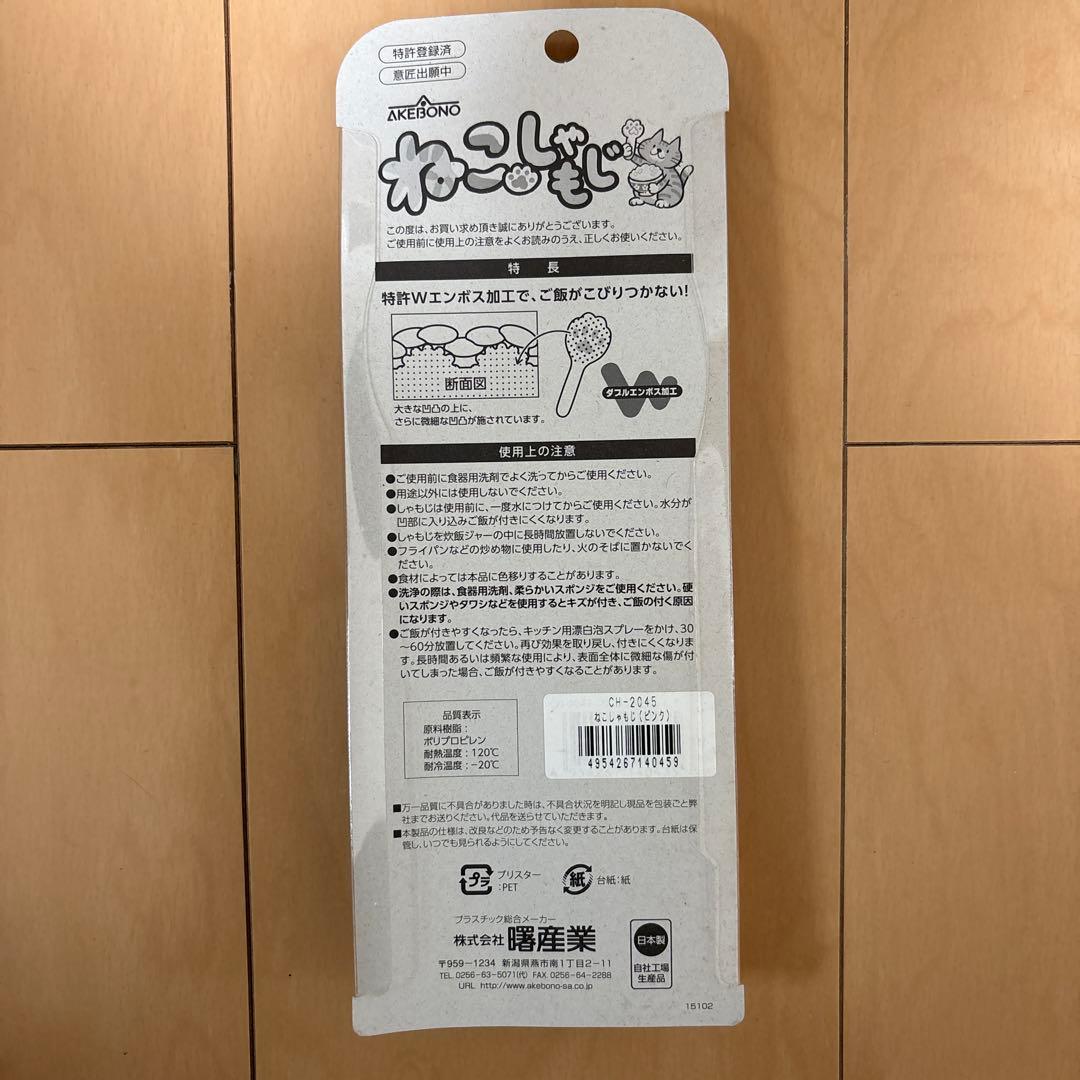 特許登録済
意匠出願中
AKEBONO
ねこしゃもじ
この度は、お買い求め頂き誠にありがとうございます。
ご使用前に使用上の注意をよくお読みのうえ、正しくお使いください。
特 長
特許Wエンボス加工で、ご飯がこびりつかない!
断面図
ダブルエンボス加工
大きな凹凸の上に、
さらに微細な凹凸が施されています。
使用上の注意
●ご使用前に食器用洗剤でよく洗ってからご使用ください。
●用途以外には使用しないでください。
●しゃもじは使用前に、一度水につけてからご使用ください。水分が
凹部に入り込みご飯が付きにくくなります。
●しゃもじを炊飯ジャーの中に長時間放置しないでください。
●フライパンなどの炒め物に使用したり、火のそばに置かないでく
ださい。
●食材によっては本品に色移りすることがあります。
●洗浄の際は、食器用洗剤、柔らかいスポンジをご使用ください。硬
いスポンジやタワシなどを使用するとキズが付き、ご飯の付く原因
になります。
●ご飯が付きやすくなったら、キッチン用漂白泡スプレーをかけ、30
〜60分放置してください。再び効果を取り戻し、付きにくくなりま
す。長時間あるいは頻繁な使用により、表面全体に微細な傷が付
いてしまった場合、ご飯が付きやすくなることがあります。
品質表示
原料樹脂:
ポリプロピレン
耐熱温度:120℃
耐冷温度:−20℃
CH-2045
ねこしゃもじ(ピンク)
4954267140459
■万一品質に不具合がありました時は、不具合状況を明記し現品を包装ごと弊
社までお送りください。代品を送らせていただきます。
■本製品の仕様は、改良などのため予告なく変更することがあります。台紙は保
管し、いつでも見られるようにしてください。
プラ
ブリスター
:PET
紙
台紙:紙
プラスチック総合メーカー
株式会社 曙産業
〒959-1234 新潟県燕市南1丁目2-11
TEL. 0256-63-5071(代) FAX. 0256-64-2288
URL http://www.akebono-sa.co.jp
日本製
自社工場
生産品
15102